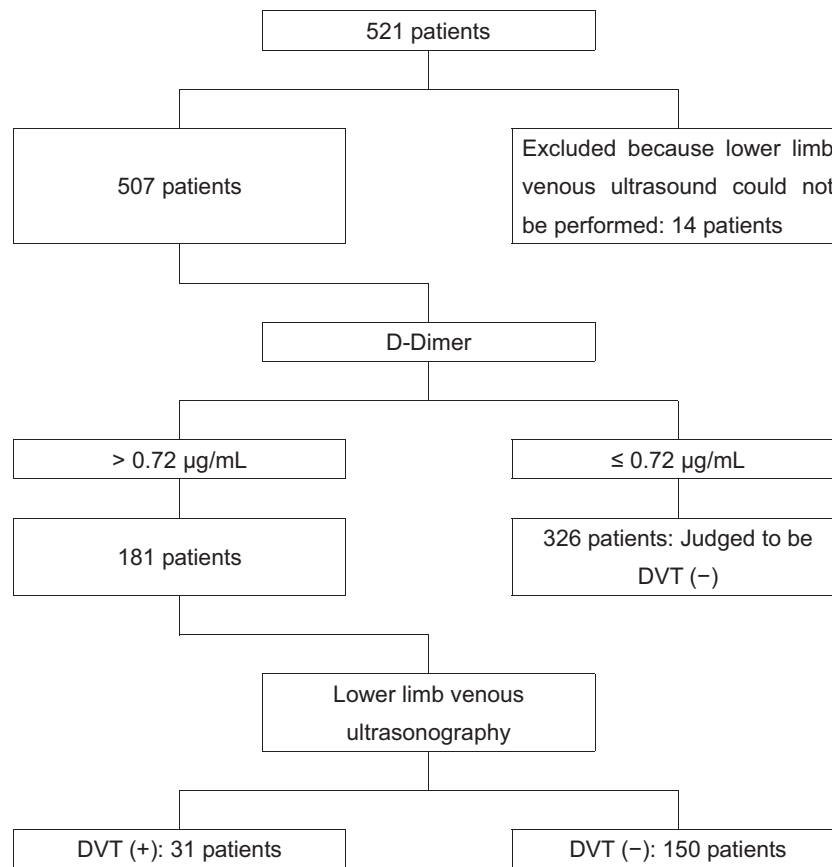 521 patients
507 patients
Excluded because lower limb
venous ultrasound could not
be performed: 14 patients
D-Dimer
> 0.72 μg/mL
≤ 0.72 μg/mL
181 patients
326 patients: Judged to be
DVT (−)
Lower limb venous
ultrasonography
DVT (+): 31 patients
DVT (−): 150 patients